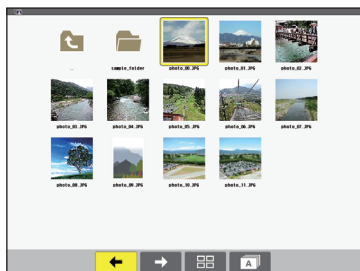 ..
sample_folder
photo_00.JPG
photo_01.JPG
photo_02.JPG
photo_03.JPG
photo_04.JPG
photo_05.JPG
photo_06.JPG
photo_07.JPG
photo_08.JPG
photo_09.JPG
photo_10.JPG
photo_11.JPG
A